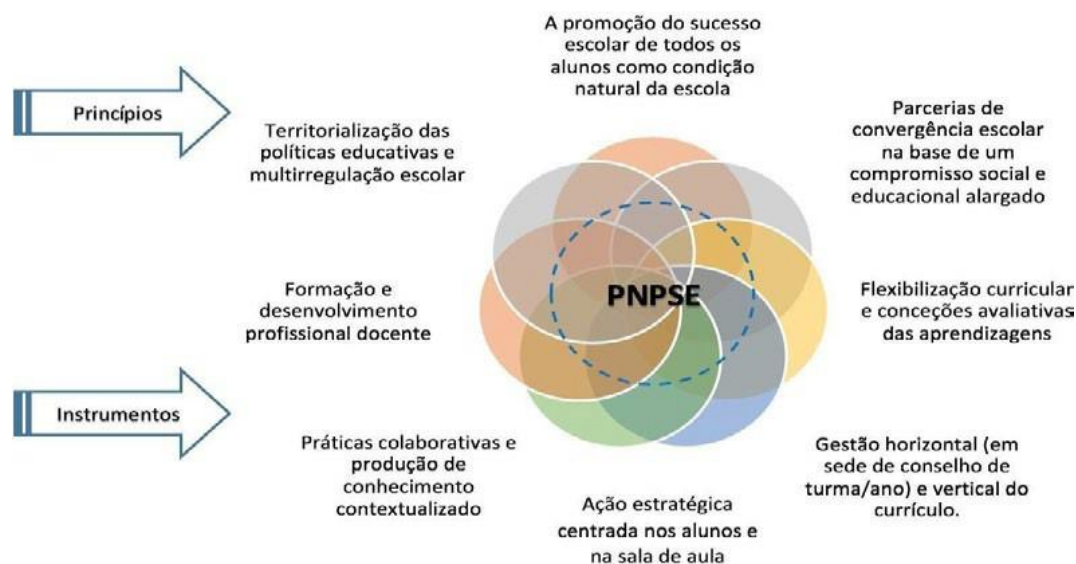 A promoção do sucesso
escolar de todos os
alunos como condição
natural da escola
Princípios
Territorialização das
políticas educativas e
multirregulação escolar
Parcerias de
convergência escolar
na base de um
compromisso social e
educacional alargado
Formação e
desenvolvimento
profissional docente
PNPSE
Flexibilização curricular
e conceções avaliativas
das aprendizagens
Instrumentos
Práticas colaborativas e
produção de
conhecimento
contextualizado
Ação estratégica
centrada nos alunos e
na sala de aula
Gestão horizontal (em
sede de conselho de
turma/ano) e vertical do
currículo.